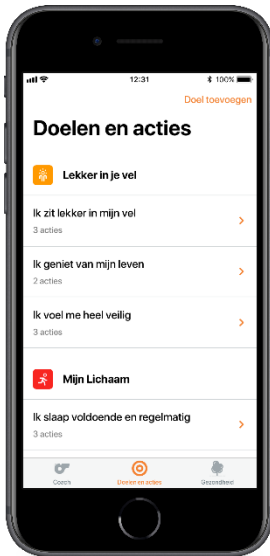 12:31
100%
Doel toevoegen
Doelen en acties
Lekker in je vel
Ik zit lekker in mijn vel
3 acties
Ik geniet van mijn leven
2 acties
Ik voel me heel veilig
3 acties
Mijn Lichaam
Ik slaap voldoende en regelmatig
3 acties
Coach
Doelen en acties
Gezondheid